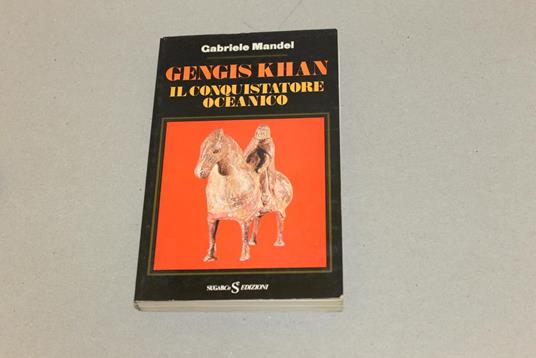 Gabriele Mandel
GENGIS KHAN
IL CONQUISTATORE
OCEANICO
SUGARCo S EDIZIONI